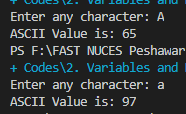 + Codes\2. Variables and
Enter any character: A
ASCII Value is: 65
PS F:\FAST NUCES Peshawar
+ Codes\2. Variables and
Enter any character: a
ASCII Value is: 97